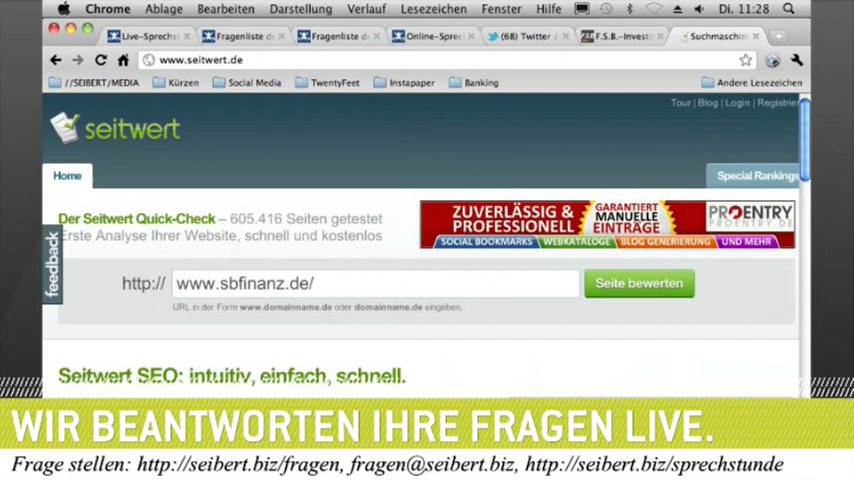 Chrome Ablage Bearbeiten Darstellung Verlauf Lesezeichen Fenster Hilfe Di. 11:28
Live-Sprechst Fragenliste de Fragenliste de Online-Sprec (68) Twitter / F.S.B.-Invest Suchmaschin
www.seitwert.de
//SEIBERT/MEDIA Kürzen Social Media TwentyFeet Instapaper Banking Andere Lesezeichen
Tour | Blog | Login | Registrier
seitwert
Home Special Rankings
Der Seitwert Quick-Check – 605.416 Seiten getestet
Erste Analyse Ihrer Website, schnell und kostenlos
ZUVERLÄSSIG & PROFESSIONELL
GARANTIERT MANUELLE EINTRÄGE
PROENTRY
PROENTRY.DE
SOCIAL BOOKMARKS WEBKATALOGE BLOG GENERIERUNG UND MEHR
feedback
http:// www.sbfinanz.de/ Seite bewerten
URL in der Form www.domainname.de oder domainname.de eingeben.
Seitwert SEO: intuitiv, einfach, schnell.
WIR BEANTWORTEN IHRE FRAGEN LIVE.
Frage stellen: http://seibert.biz/fragen, fragen@seibert.biz, http://seibert.biz/sprechstunde